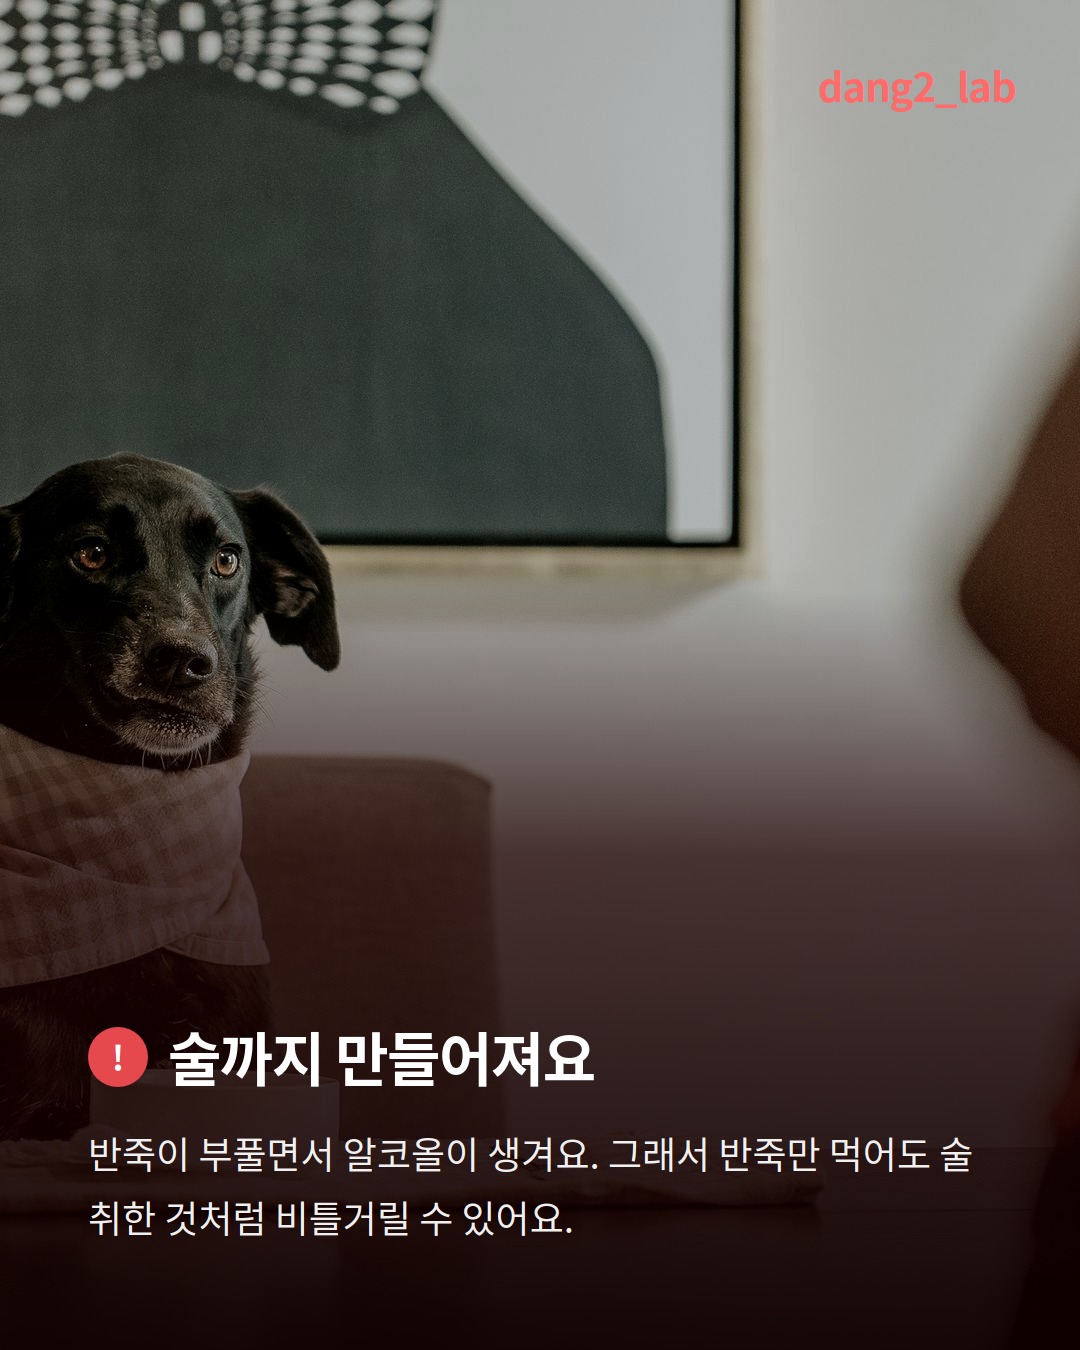 dang2_lab
! 술까지 만들어져요
반죽이 부풀면서 알코올이 생겨요. 그래서 반죽만 먹어도 술
취한 것처럼 비틀거릴 수 있어요.